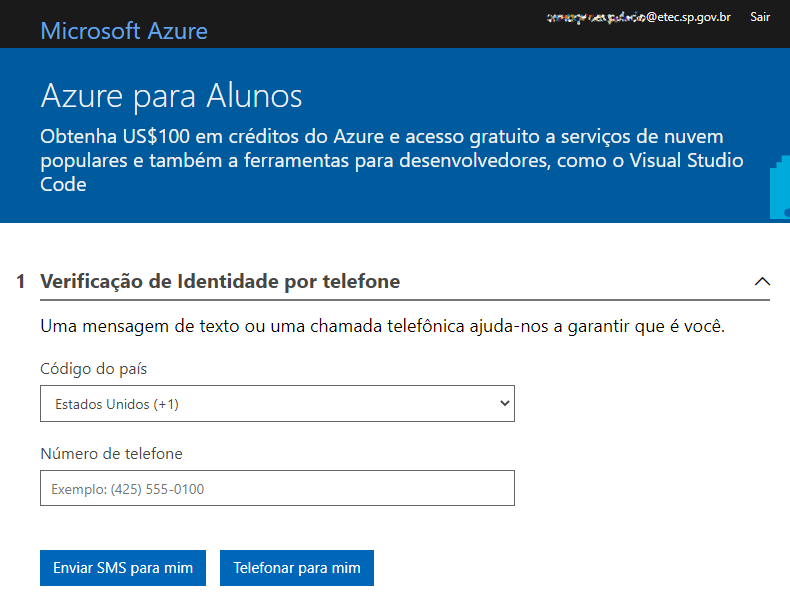 @etec.sp.gov.br Sair
Microsoft Azure
Azure para Alunos
Obtenha US$100 em créditos do Azure e acesso gratuito a serviços de nuvem
populares e também a ferramentas para desenvolvedores, como o Visual Studio
Code
1 Verificação de Identidade por telefone
Uma mensagem de texto ou uma chamada telefônica ajuda-nos a garantir que é você.
Código do país
Estados Unidos (+1)
Número de telefone
Exemplo: (425) 555-0100
Enviar SMS para mim Telefonar para mim